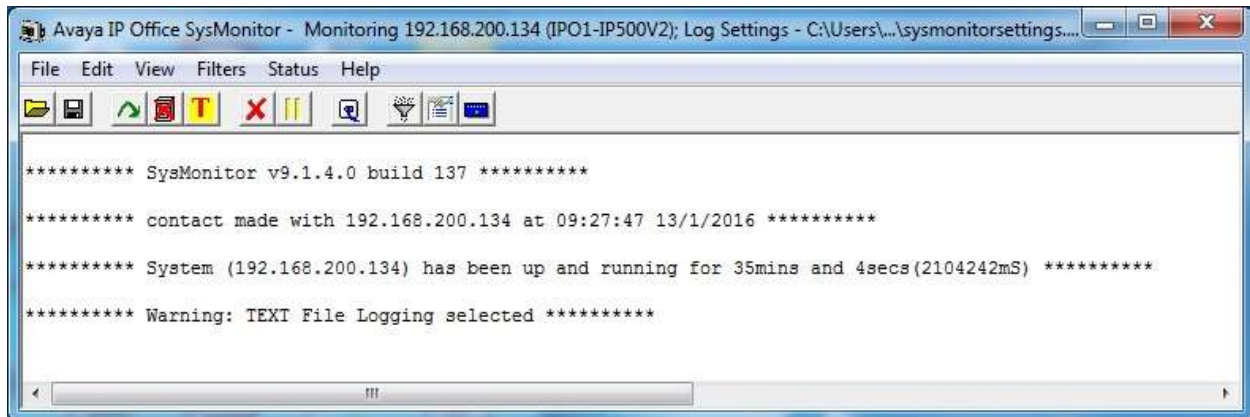 Avaya IP Office SysMonitor - Monitoring 192.168.200.134 (IPO1-IP500V2); Log Settings - C:\Users\...\sysmonitorsettings....
File Edit View Filters Status Help
T
********** SysMonitor v9.1.4.0 build 137 **********
********** contact made with 192.168.200.134 at 09:27:47 13/1/2016 **********
********** System (192.168.200.134) has been up and running for 35mins and 4secs(2104242mS) **********
********** Warning: TEXT File Logging selected **********